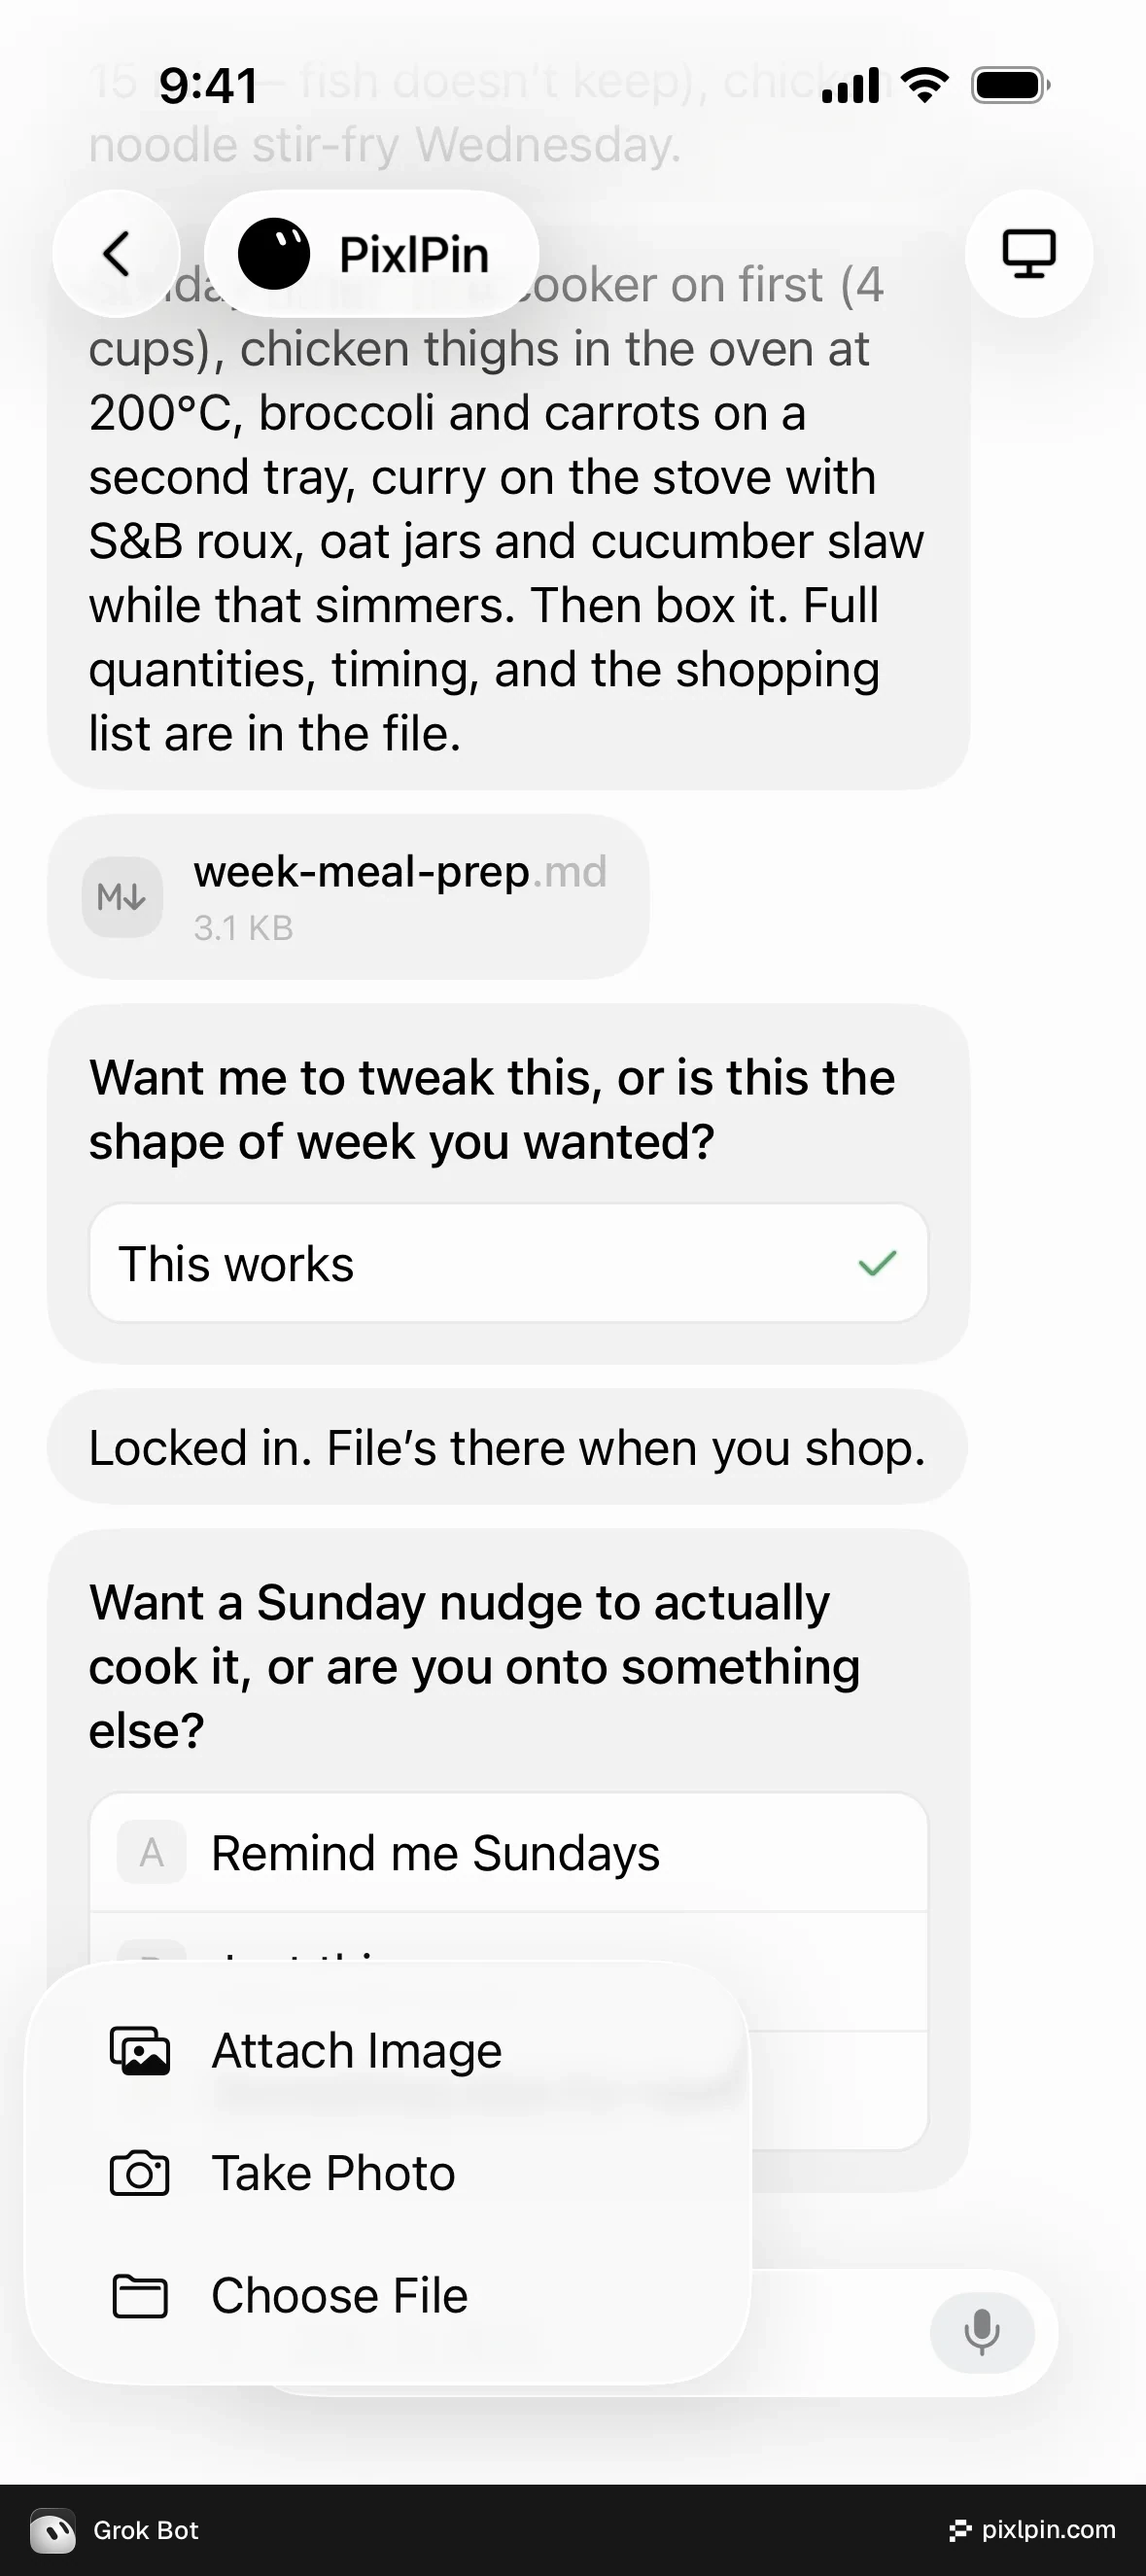 9:41
15 — fish doesn't keep), chicken
noodle stir-fry Wednesday.
PixlPin
cooker on first (4
cups), chicken thighs in the oven at
200°C, broccoli and carrots on a
second tray, curry on the stove with
S&B roux, oat jars and cucumber slaw
while that simmers. Then box it. Full
quantities, timing, and the shopping
list are in the file.
M↓
week-meal-prep.md
3.1 KB
Want me to tweak this, or is this the
shape of week you wanted?
This works
Locked in. File’s there when you shop.
Want a Sunday nudge to actually
cook it, or are you onto something
else?
A Remind me Sundays
Attach Image
Take Photo
Choose File
Grok Bot
pixlpin.com